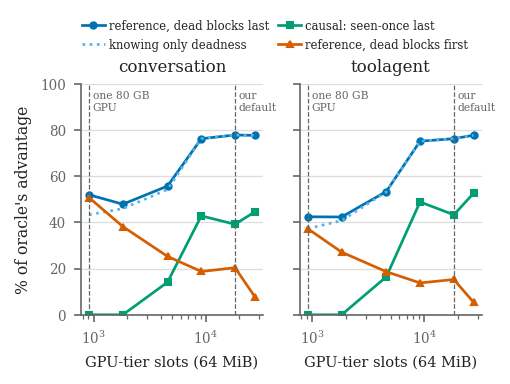 reference, dead blocks last
causal: seen-once last
knowing only deadness
reference, dead blocks first
conversation
toolagent
% of oracle's advantage
100
80
60
40
20
0
one 80 GB
GPU
our
default
one 80 GB
GPU
our
default
10³
10⁴
10³
10⁴
GPU-tier slots (64 MiB)
GPU-tier slots (64 MiB)